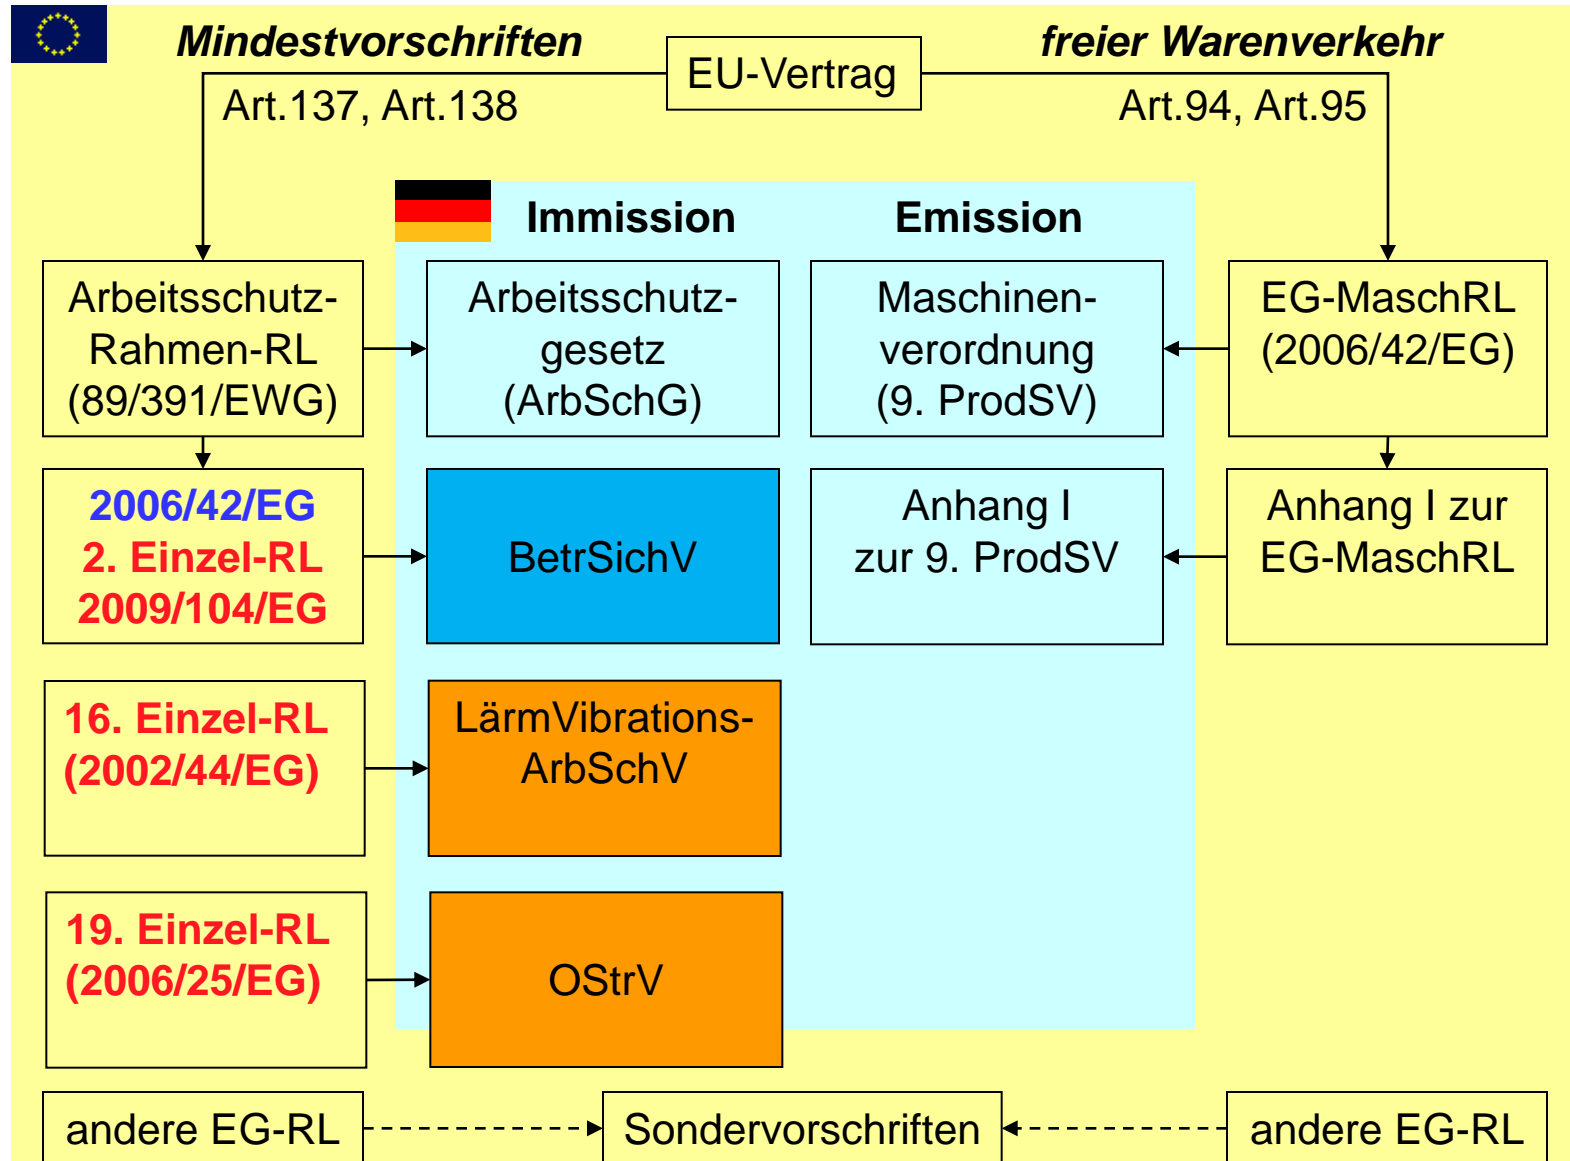 Mindestvorschriften
EU-Vertrag
freier Warenverkehr
Art.137, Art.138
Art.94, Art.95
Immission
Emission
Arbeitsschutz-
Rahmen-RL
(89/391/EWG)
Arbeitsschutz-
gesetz
(ArbSchG)
Maschinen-
verordnung
(9. ProdSV)
EG-MaschRL
(2006/42/EG)
2006/42/EG
2. Einzel-RL
2009/104/EG
BetrSichV
Anhang I
zur 9. ProdSV
Anhang I zur
EG-MaschRL
16. Einzel-RL
(2002/44/EG)
LärmVibrations-
ArbSchV
19. Einzel-RL
(2006/25/EG)
OStrV
andere EG-RL
Sondervorschriften
andere EG-RL